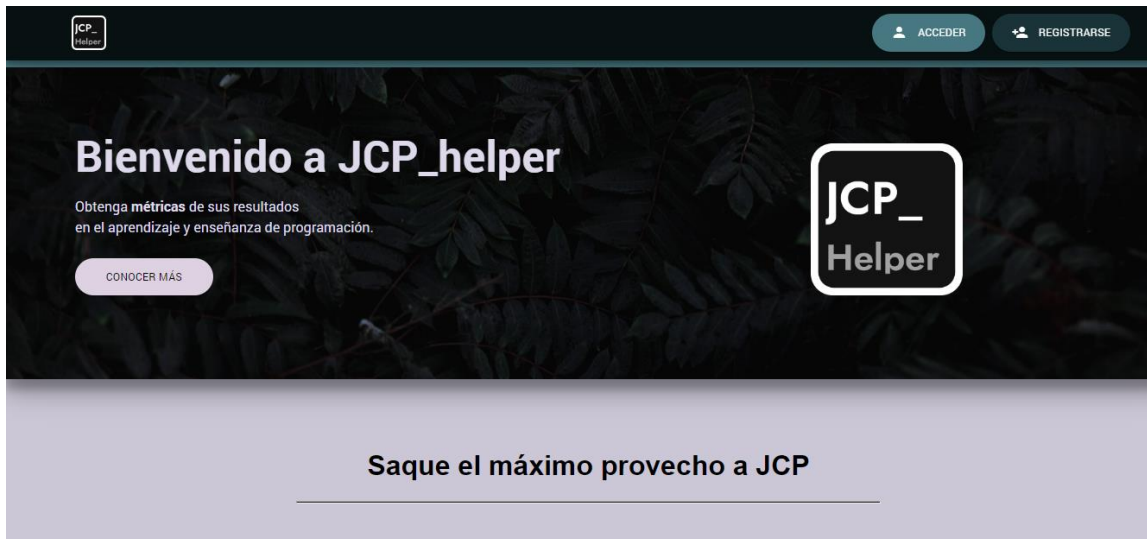 JCP_
Helper
ACCEDER
REGISTRARSE
Bienvenido a JCP_helper
Obtenga métricas de sus resultados
en el aprendizaje y enseñanza de programación.
CONOCER MÁS
JCP_
Helper
Saque el máximo provecho a JCP